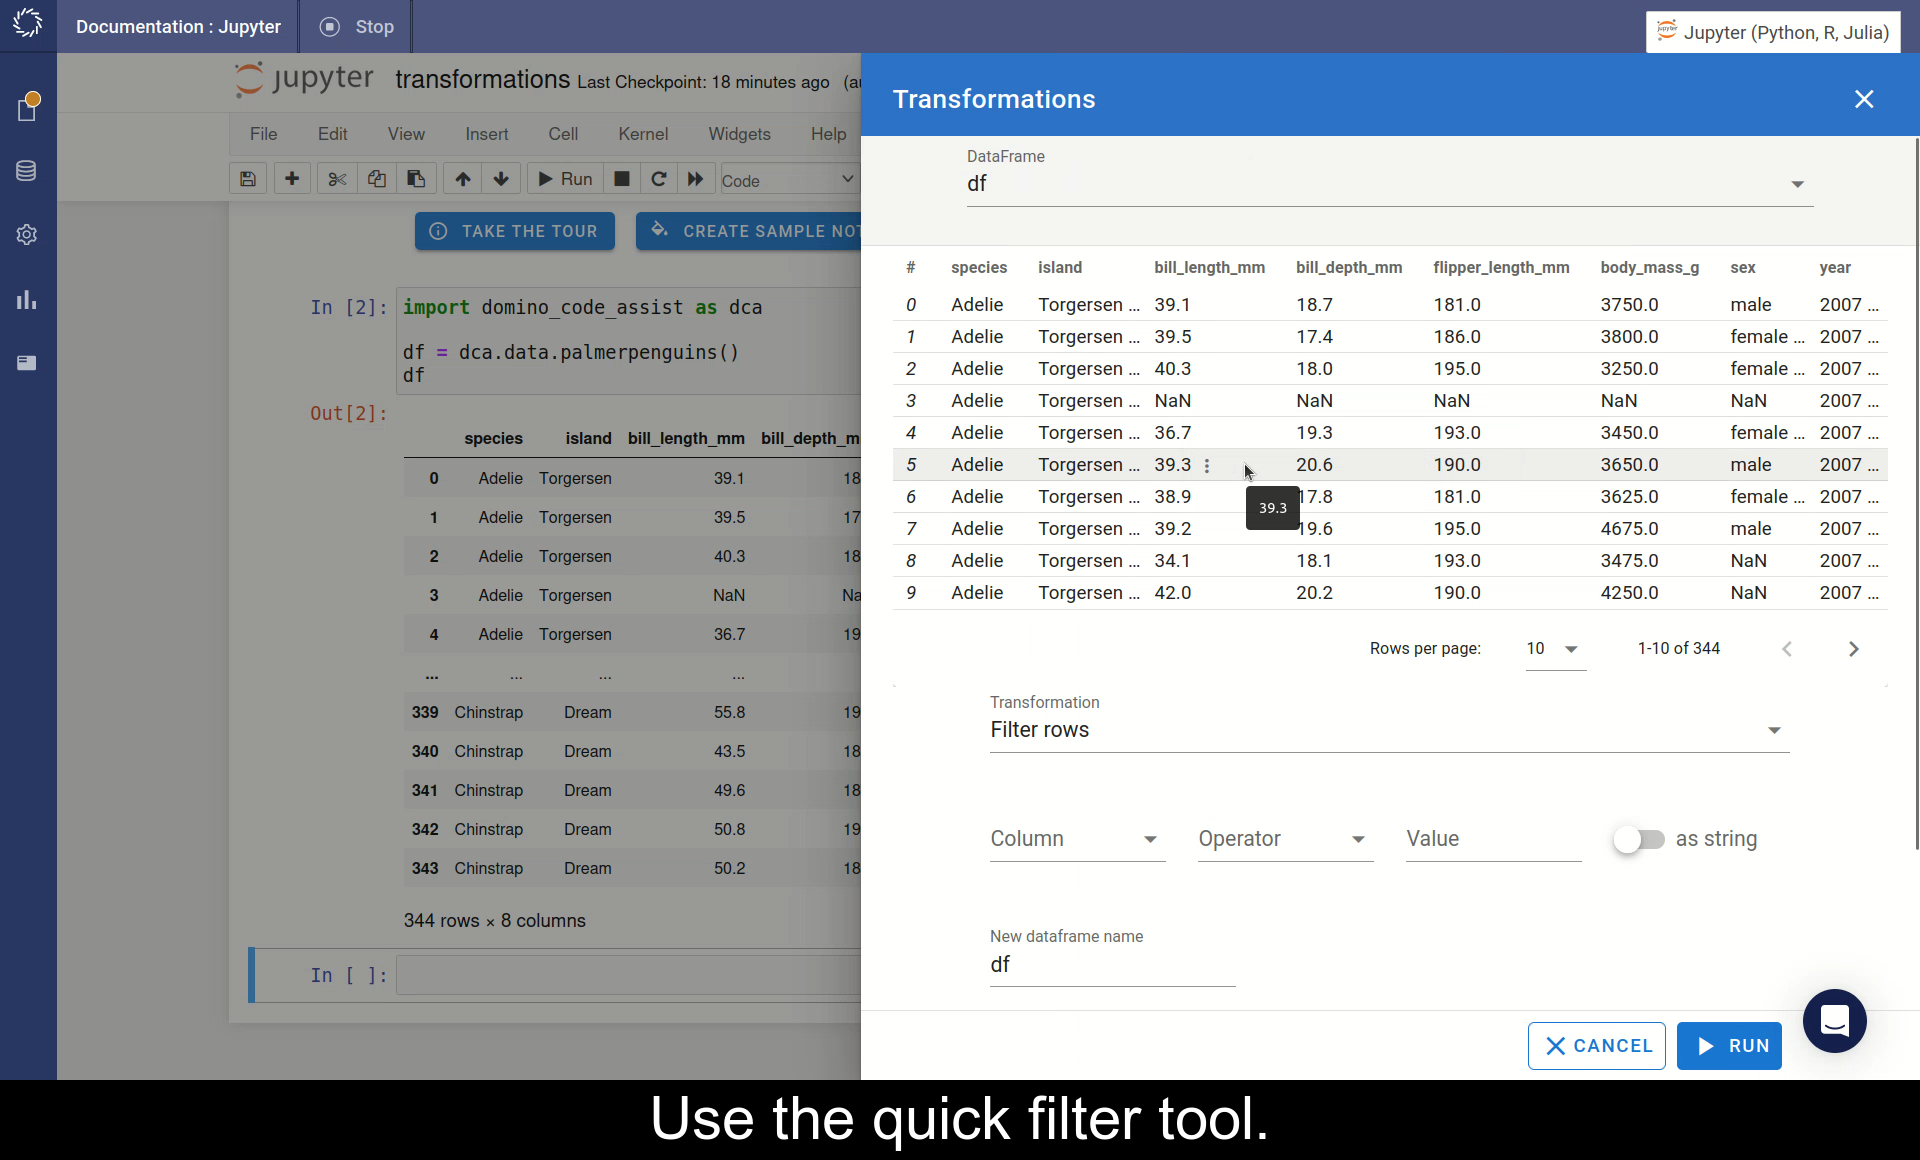 Documentation : Jupyter
Stop
Jupyter (Python, R, Julia)
jupyter transformations Last Checkpoint: 18 minutes ago (a
File Edit View Insert Cell Kernel Widgets Help
Run Code
TAKE THE TOUR
CREATE SAMPLE NOT
In [2]: import domino_code_assist as dca
df = dca.data.palmerpenguins()
df
Out[2]:
species island bill_length_mm bill_depth_m
0 Adelie Torgersen 39.1 18
1 Adelie Torgersen 39.5 17
2 Adelie Torgersen 40.3 18
3 Adelie Torgersen NaN Na
4 Adelie Torgersen 36.7 19
... ... ... ...
339 Chinstrap Dream 55.8 19
340 Chinstrap Dream 43.5 18
341 Chinstrap Dream 49.6 18
342 Chinstrap Dream 50.8 19
343 Chinstrap Dream 50.2 18
344 rows × 8 columns
In [ ]:
Transformations
DataFrame
df
# species island bill_length_mm bill_depth_mm flipper_length_mm body_mass_g sex year
0 Adelie Torgersen ... 39.1 18.7 181.0 3750.0 male 2007 ...
1 Adelie Torgersen ... 39.5 17.4 186.0 3800.0 female ... 2007 ...
2 Adelie Torgersen ... 40.3 18.0 195.0 3250.0 female ... 2007 ...
3 Adelie Torgersen ... NaN NaN NaN NaN NaN 2007 ...
4 Adelie Torgersen ... 36.7 19.3 193.0 3450.0 female ... 2007 ...
5 Adelie Torgersen ... 39.3 20.6 190.0 3650.0 male 2007 ...
6 Adelie Torgersen ... 38.9 17.8 181.0 3625.0 female ... 2007 ...
39.3
7 Adelie Torgersen ... 39.2 19.6 195.0 4675.0 male 2007 ...
8 Adelie Torgersen ... 34.1 18.1 193.0 3475.0 NaN 2007 ...
9 Adelie Torgersen ... 42.0 20.2 190.0 4250.0 NaN 2007 ...
Rows per page: 10 1-10 of 344
Transformation
Filter rows
Column Operator Value as string
New dataframe name
df
CANCEL
RUN
Use the quick filter tool.